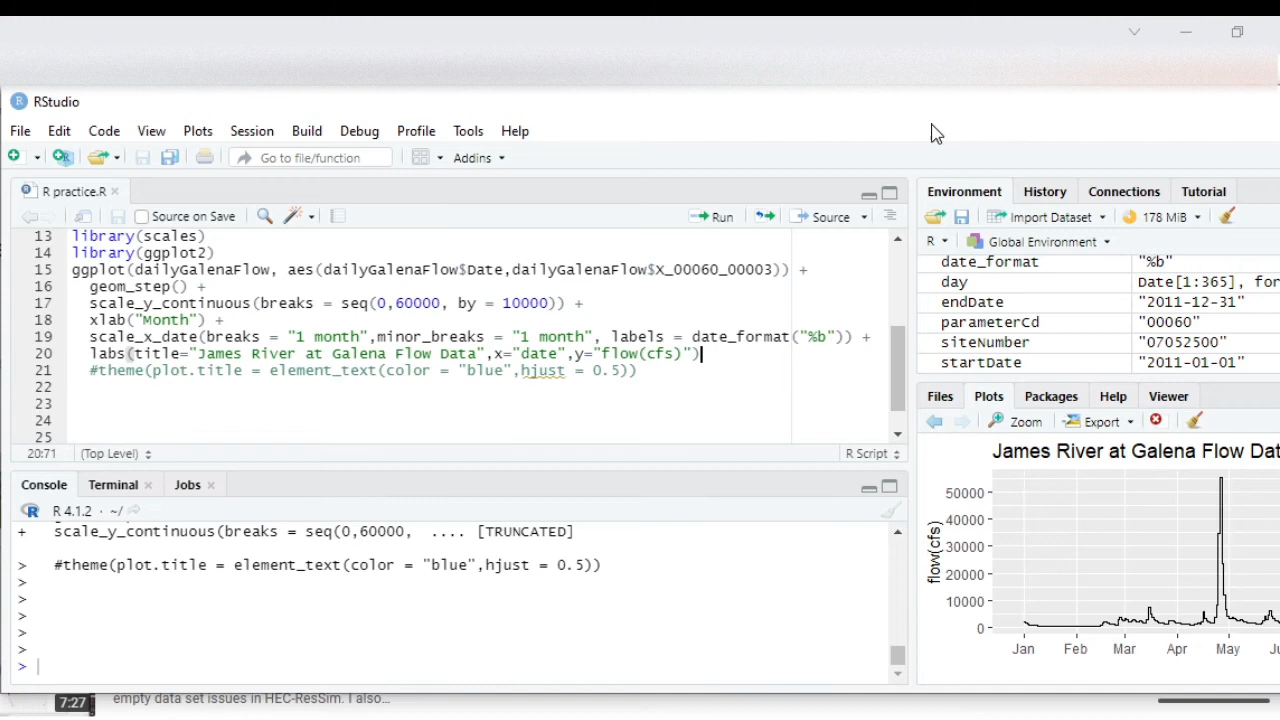 RStudio
File Edit Code View Plots Session Build Debug Profile Tools Help
Go to file/function Addins
R practice.R
Source on Save Run Source
13 library(scales)
14 library(ggplot2)
15 ggplot(dailyGalenaFlow, aes(dailyGalenaFlow$Date,dailyGalenaFlow$X_00060_00003)) +
16 geom_step() +
17 scale_y_continuous(breaks = seq(0,60000, by = 10000)) +
18 xlab("Month") +
19 scale_x_date(breaks = "1 month",minor_breaks = "1 month", labels = date_format("%b")) +
20 labs(title="James River at Galena Flow Data",x="date",y="flow(cfs)")
21 #theme(plot.title = element_text(color = "blue",hjust = 0.5))
22
23
24
25
20:71 (Top Level) R Script
Console Terminal Jobs
R 4.1.2 · ~/
+ scale_y_continuous(breaks = seq(0,60000, .... [TRUNCATED]
> #theme(plot.title = element_text(color = "blue",hjust = 0.5))
>
>
>
>
>
>
Environment History Connections Tutorial
Import Dataset 178 MiB
R Global Environment
date_format "%b"
day Date[1:365], for
endDate "2011-12-31"
parameterCd "00060"
siteNumber "07052500"
startDate "2011-01-01"
Files Plots Packages Help Viewer
Zoom Export
James River at Galena Flow Dat
flow(cfs)
50000
40000
30000
20000
10000
0
Jan Feb Mar Apr May Ju
7:27 empty data set issues in HEC-ResSim. I also...